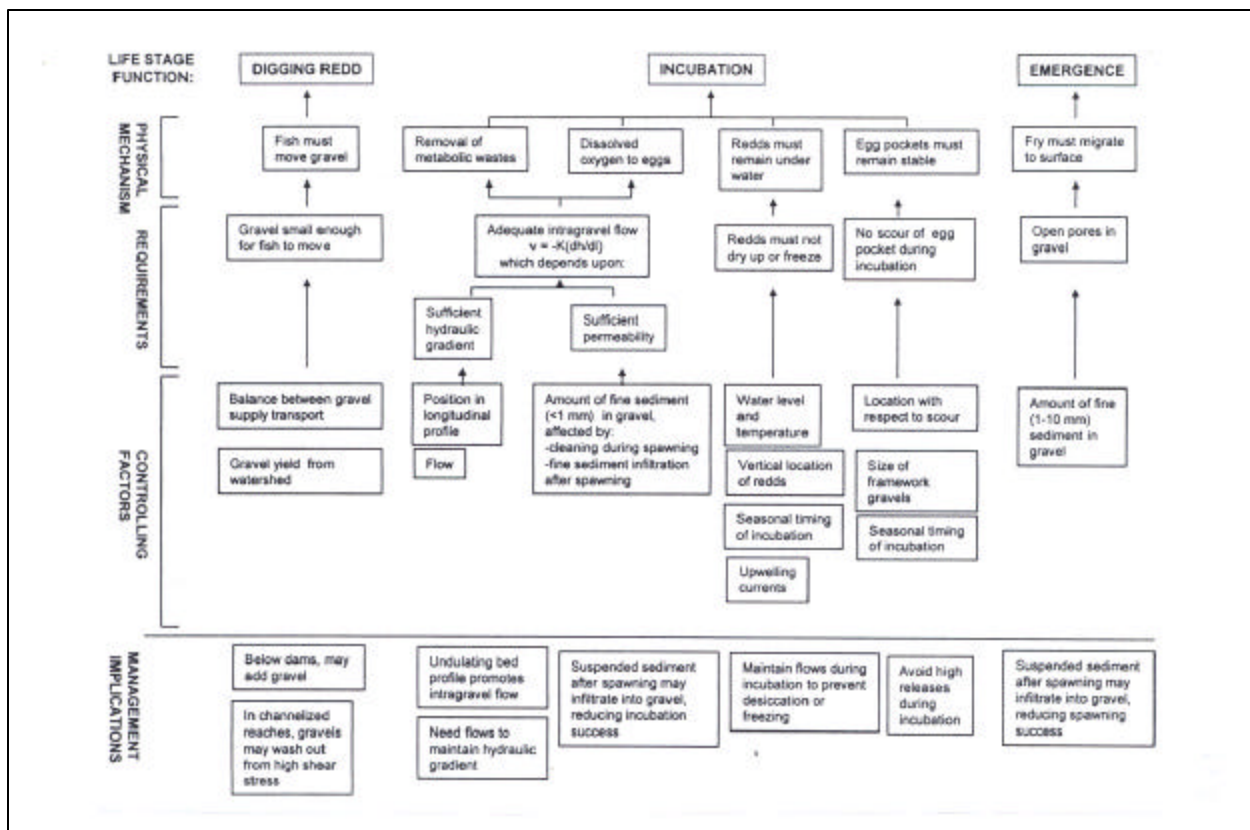 LIFE STAGE
FUNCTION:
DIGGING REDD
INCUBATION
EMERGENCE
PHYSICAL
MECHANISM
Fish must
move gravel
Removal of
metabolic wastes
Dissolved
oxygen to eggs
Redds must
remain under
water
Egg pockets must
remain stable
Fry must migrate
to surface
REQUIREMENTS
Gravel small enough
for fish to move
Adequate intragravel flow
v = -K(dh/dl)
which depends upon:
Redds must not
dry up or freeze
No scour of egg
pocket during
incubation
Open pores in
gravel
Sufficient
hydraulic
gradient
Sufficient
permeability
CONTROLLING
FACTORS
Balance between gravel
supply transport
Gravel yield from
watershed
Position in
longitudinal
profile
Flow
Amount of fine sediment
(<1 mm) in gravel,
affected by:
-cleaning during spawning
-fine sediment infiltration
after spawning
Water level
and
temperature
Vertical location
of redds
Seasonal timing
of incubation
Upwelling
currents
Location with
respect to scour
Size of
framework
gravels
Seasonal timing
of incubation
Amount of fine
(1-10 mm)
sediment in
gravel
MANAGEMENT
IMPLICATIONS
Below dams, may
add gravel
In channelized
reaches, gravels
may wash out
from high shear
stress
Undulating bed
profile promotes
intragravel flow
Need flows to
maintain hydraulic
gradient
Suspended sediment
after spawning may
infiltrate into gravel,
reducing incubation
success
Maintain flows during
incubation to prevent
desiccation or
freezing
Avoid high
releases
during
incubation
Suspended sediment
after spawning may
infiltrate into gravel,
reducing spawning
success